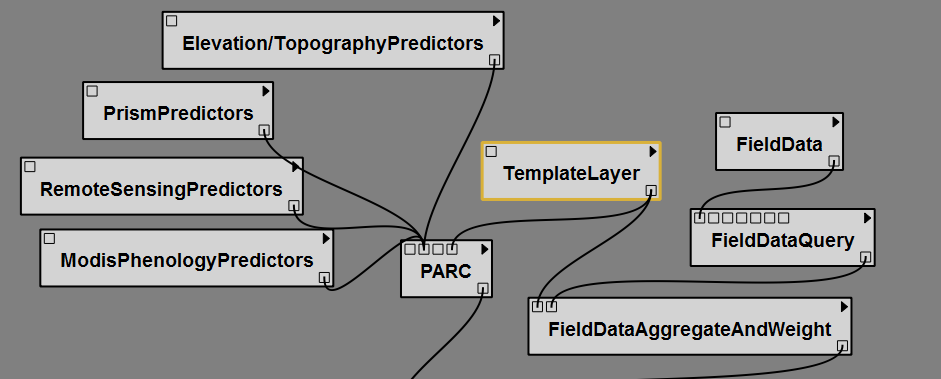 Elevation/TopographyPredictors
PrismPredictors
FieldData
TemplateLayer
RemoteSensingPredictors
FieldDataQuery
ModisPhenologyPredictors
PARC
FieldDataAggregateAndWeight